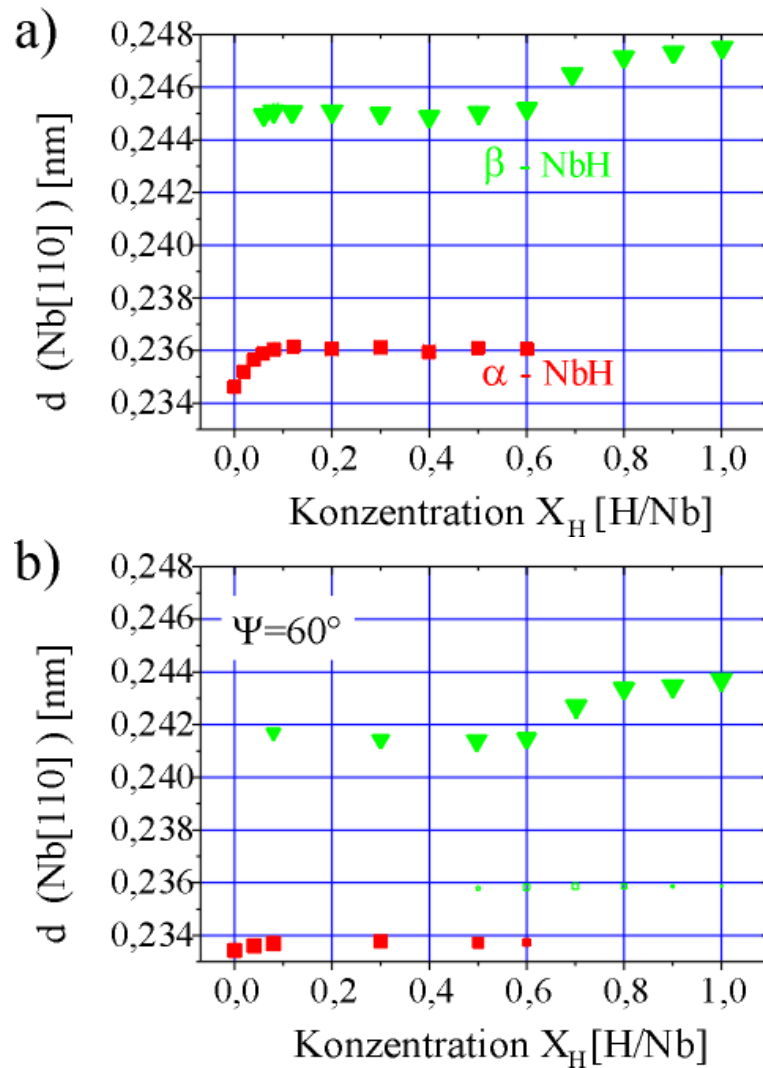 a)
0,248
0,246
0,244
0,242
0,240
0,238
0,236
0,234
d (Nb[110] ) [nm]
β - NbH
α - NbH
0,0 0,2 0,4 0,6 0,8 1,0
Konzentration X_H [H/Nb]
b)
0,248
0,246
0,244
0,242
0,240
0,238
0,236
0,234
d (Nb[110] ) [nm]
Ψ=60°
0,0 0,2 0,4 0,6 0,8 1,0
Konzentration X_H [H/Nb]